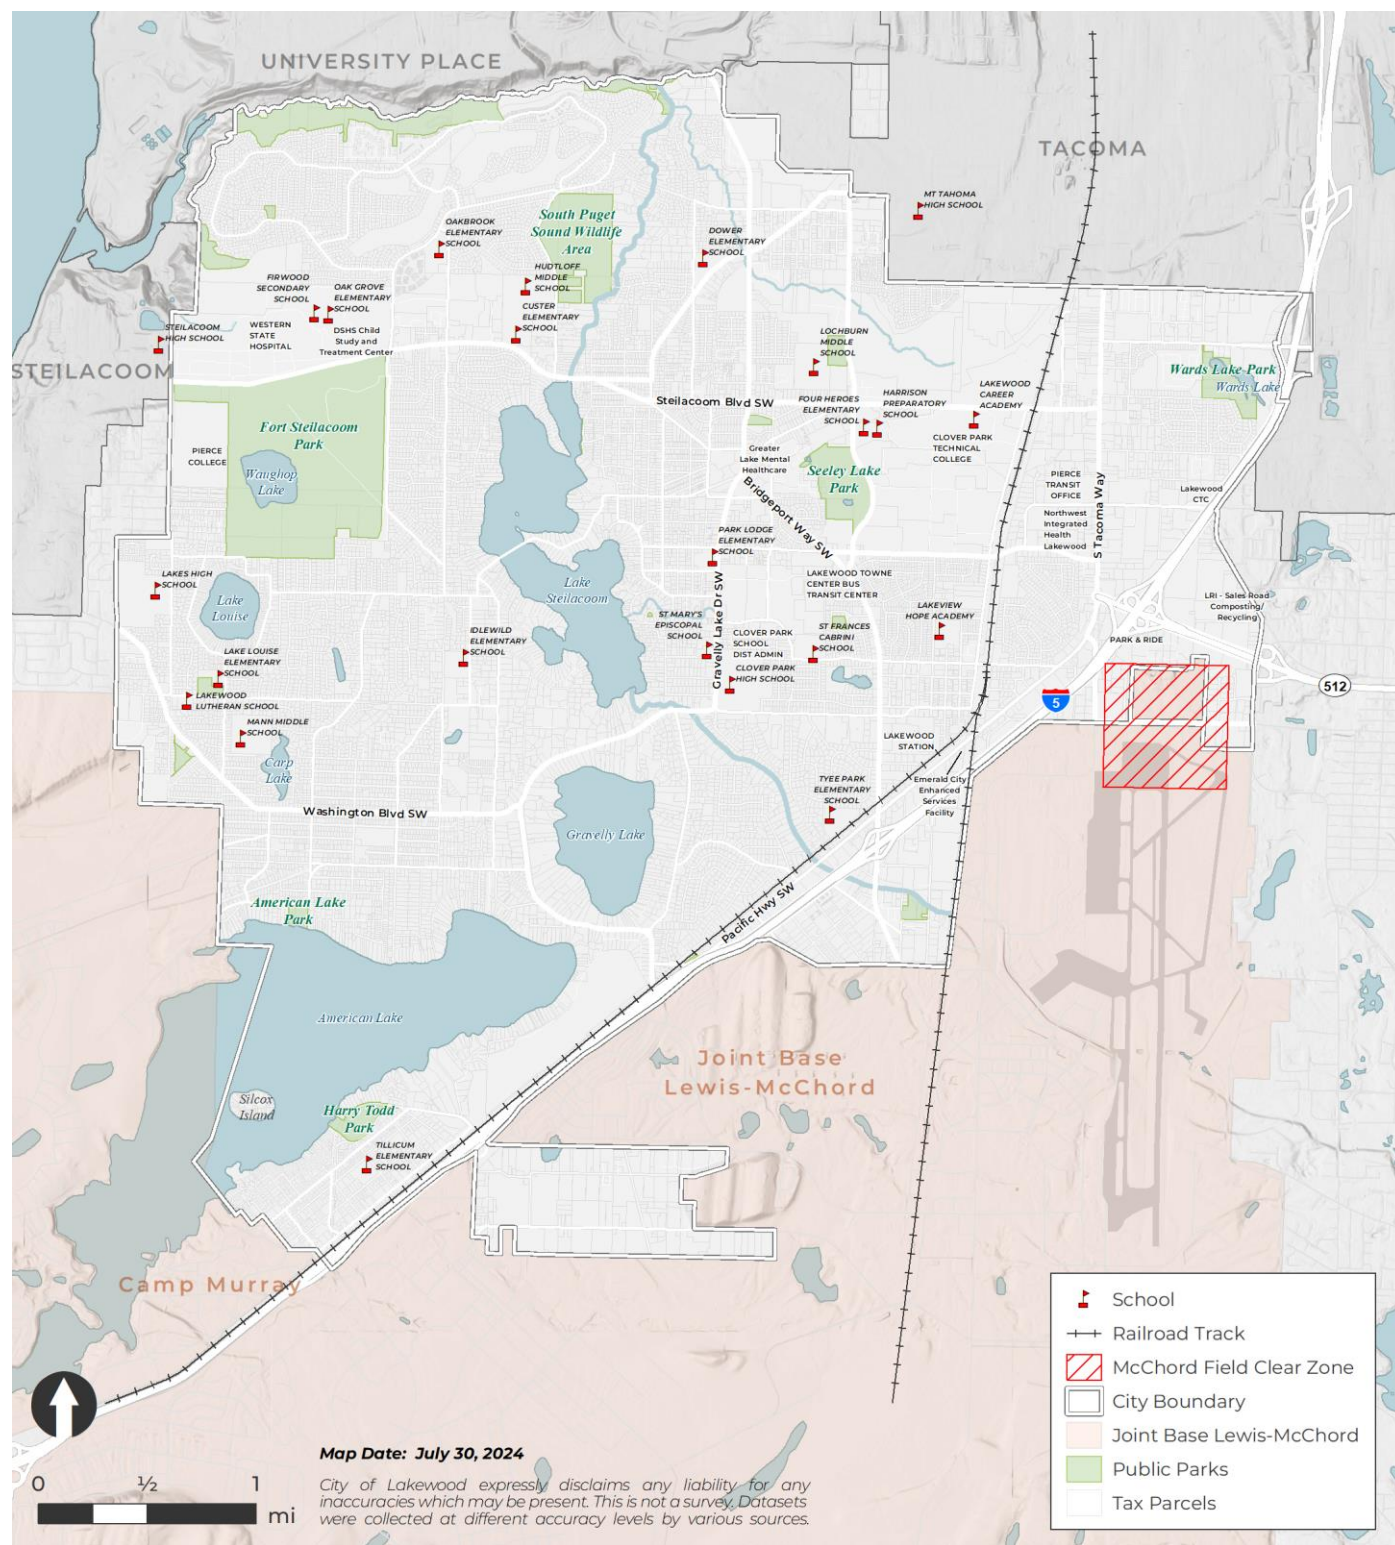 UNIVERSITY PLACE
TACOMA
MT TAHOMA
HIGH SCHOOL
OAKBROOK
ELEMENTARY
SCHOOL
South Puget
Sound Wildlife
Area
DOWER
ELEMENTARY
SCHOOL
HUDTLOFF
MIDDLE
SCHOOL
FIRWOOD
SECONDARY
SCHOOL
OAK GROVE
ELEMENTARY
SCHOOL
CUSTER
ELEMENTARY
SCHOOL
STEILACOOM
HIGH SCHOOL
WESTERN
STATE
HOSPITAL
DSHS Child
Study and
Treatment Center
LOCHBURN
MIDDLE
SCHOOL
STEILACOOM
Wards Lake Park
Wards Lake
Steilacoom Blvd SW
FOUR HEROES
ELEMENTARY
SCHOOL
HARRISON
PREPARATORY
SCHOOL
LAKEWOOD
CAREER
ACADEMY
Fort Steilacoom
Park
PIERCE
COLLEGE
Waughop
Lake
Greater
Lake Mental
Healthcare
CLOVER PARK
TECHNICAL
COLLEGE
Seeley Lake
Park
Bridgeport Way SW
PIERCE
TRANSIT
OFFICE
S Tacoma Way
Lakewood
CTC
Northwest
Integrated
Health
Lakewood
PARK LODGE
ELEMENTARY
SCHOOL
LAKES HIGH
SCHOOL
Lake
Louise
Lake
Steilacoom
Gravelly Lake Dr SW
LAKEWOOD TOWNE
CENTER BUS
TRANSIT CENTER
LAKEVIEW
HOPE ACADEMY
LRI - Sales Road
Composting/
Recycling
ST MARY'S
EPISCOPAL
SCHOOL
CLOVER PARK
SCHOOL
DIST ADMIN
ST FRANCES
CABRINI
SCHOOL
PARK & RIDE
IDLEWILD
ELEMENTARY
SCHOOL
LAKE LOUISE
ELEMENTARY
SCHOOL
CLOVER PARK
HIGH SCHOOL
512
5
LAKEWOOD
LUTHERAN SCHOOL
MANN MIDDLE
SCHOOL
Carp
Lake
LAKEWOOD
STATION
Emerald City
Enhanced
Services
Facility
TYEE PARK
ELEMENTARY
SCHOOL
Washington Blvd SW
Gravelly Lake
American Lake
Park
Pacific Hwy SW
American Lake
Joint Base
Lewis-McChord
Silcox
Island
Harry Todd
Park
TILLICUM
ELEMENTARY
SCHOOL
Camp Murray
School
Railroad Track
McChord Field Clear Zone
City Boundary
Joint Base Lewis-McChord
Public Parks
Tax Parcels
0 ½ 1
mi
Map Date: July 30, 2024
City of Lakewood expressly disclaims any liability for any
inaccuracies which may be present. This is not a survey. Datasets
were collected at different accuracy levels by various sources.